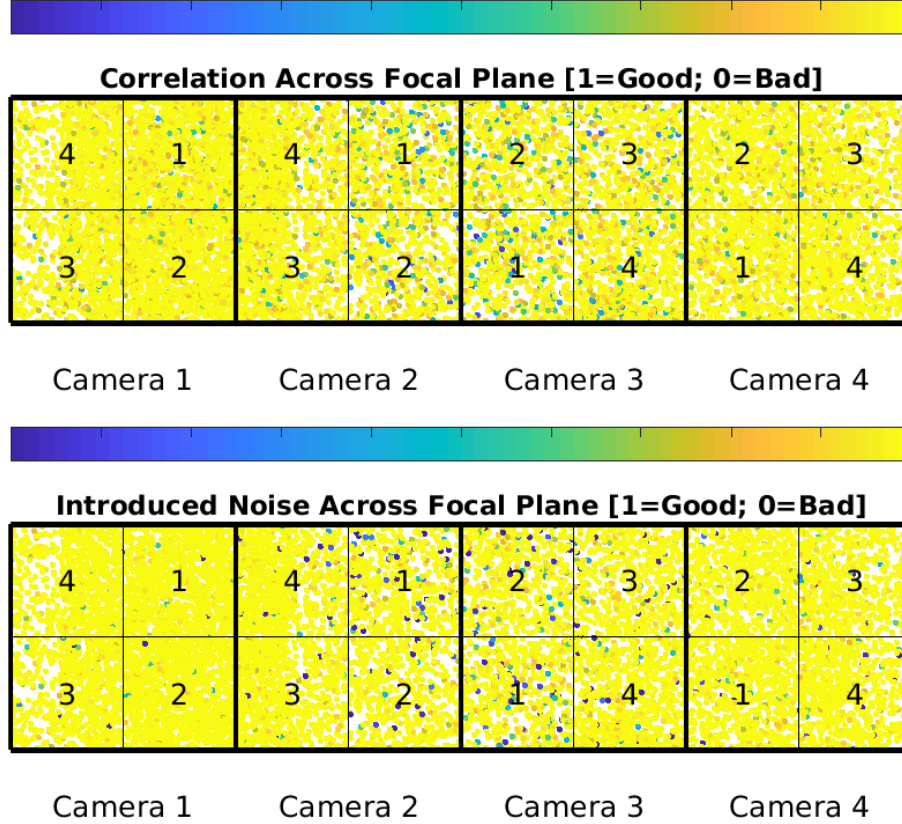 Correlation Across Focal Plane [1=Good; 0=Bad]
4 1 4 1 2 3 2 3
3 2 3 2 1 4 1 4
Camera 1 Camera 2 Camera 3 Camera 4
Introduced Noise Across Focal Plane [1=Good; 0=Bad]
4 1 4 1 2 3 2 3
3 2 3 2 1 4 1 4
Camera 1 Camera 2 Camera 3 Camera 4